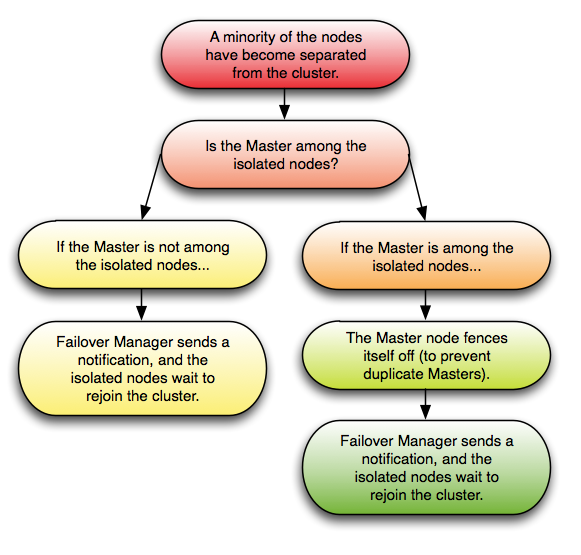 A minority of the nodes
have become separated
from the cluster.
Is the Master among the
isolated nodes?
If the Master is not among
the isolated nodes...
If the Master is among the
isolated nodes...
Failover Manager sends a
notification, and the
isolated nodes wait to
rejoin the cluster.
The Master node fences
itself off (to prevent
duplicate Masters).
Failover Manager sends a
notification, and the
isolated nodes wait to
rejoin the cluster.